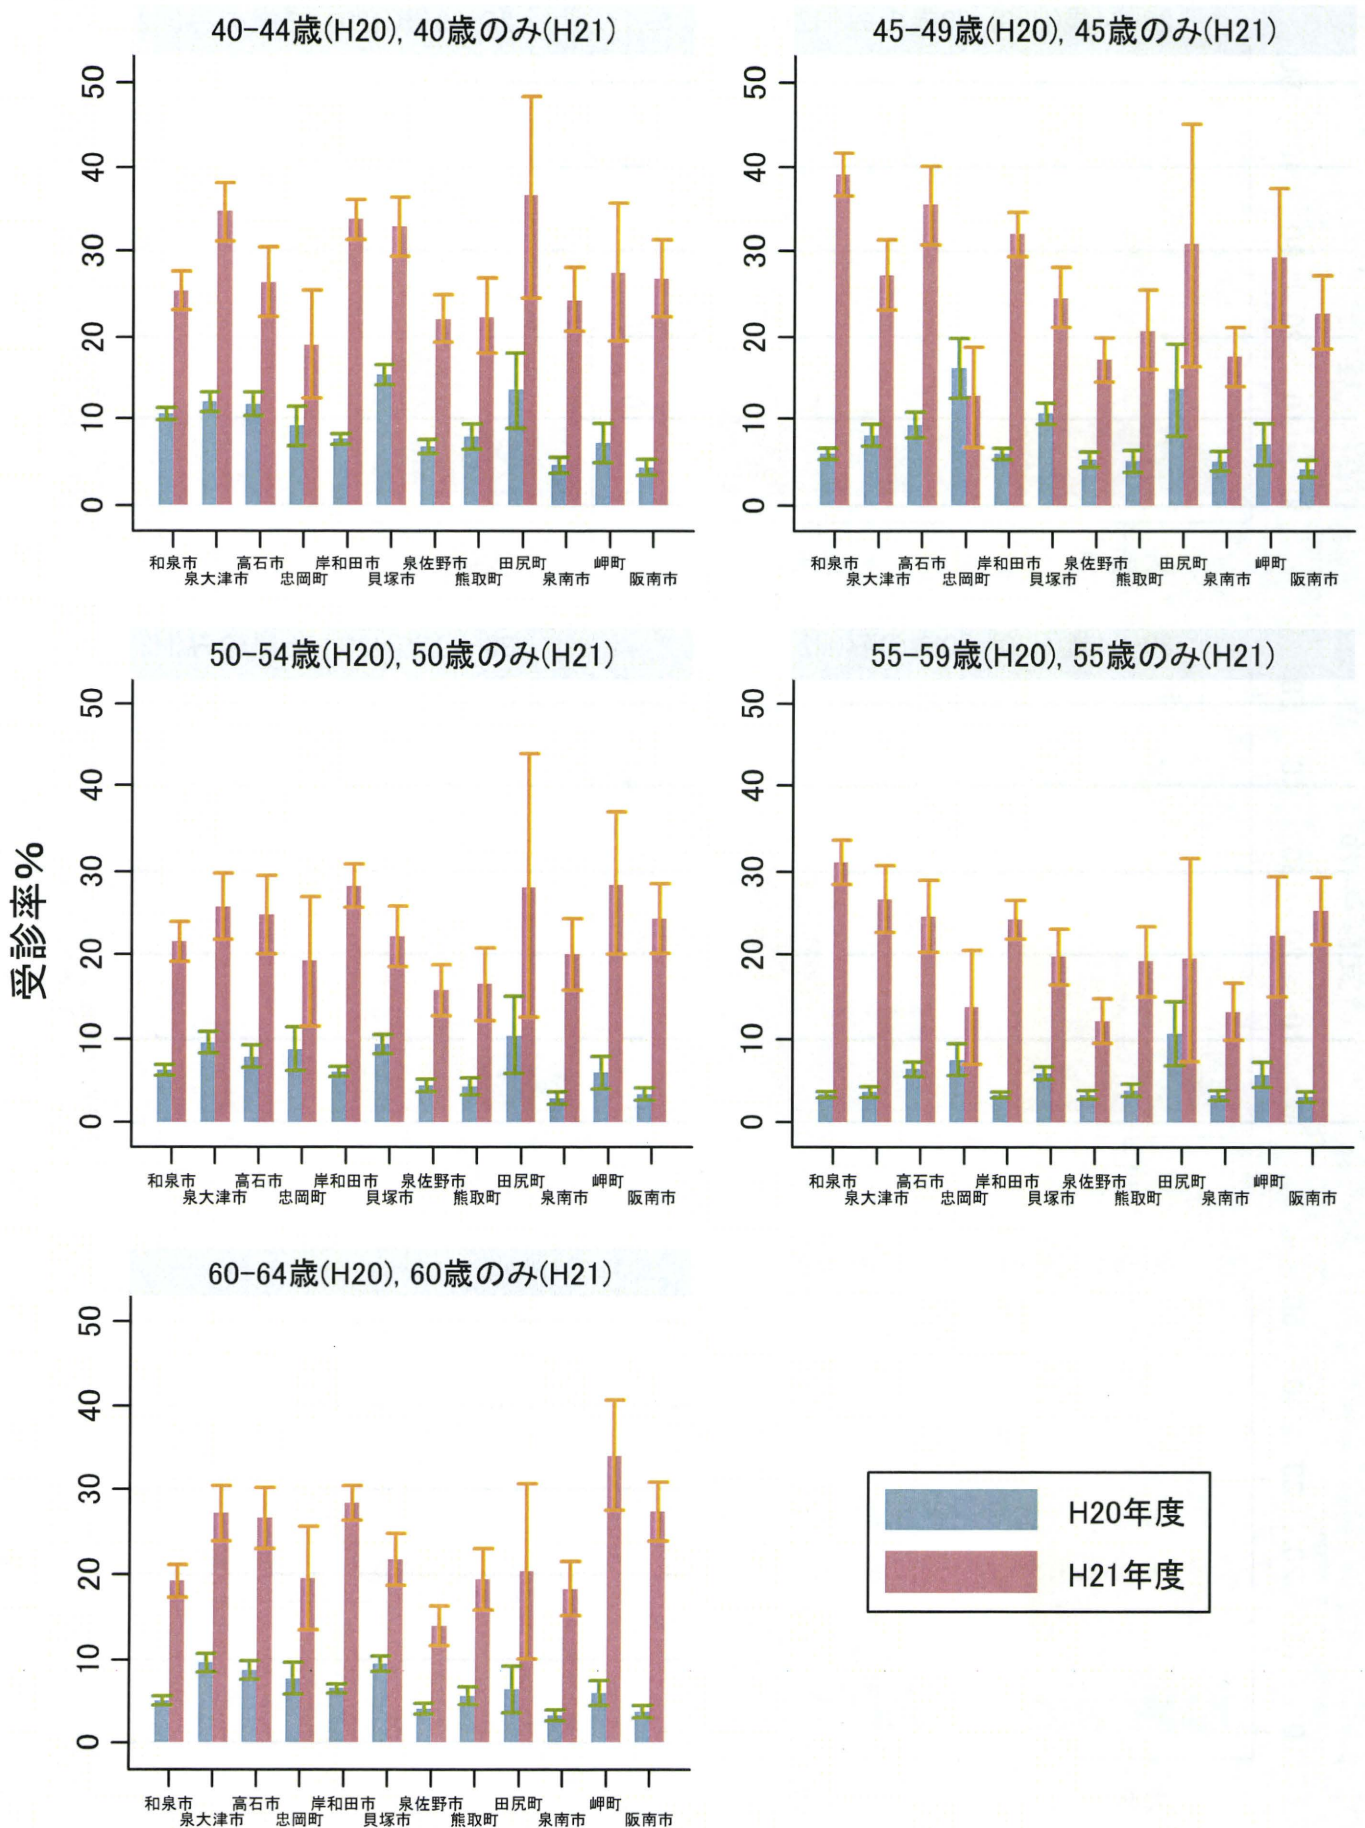 40-44歳(H20), 40歳のみ(H21)
50
40
30
20
10
0
和泉市 高石市 岸和田市 泉佐野市 田尻町 岬町
泉大津市 忠岡町 貝塚市 熊取町 泉南市 阪南市
45-49歳(H20), 45歳のみ(H21)
50
40
30
20
10
0
和泉市 高石市 岸和田市 泉佐野市 田尻町 岬町
泉大津市 忠岡町 貝塚市 熊取町 泉南市 阪南市
受診率%
50-54歳(H20), 50歳のみ(H21)
50
40
30
20
10
0
和泉市 高石市 岸和田市 泉佐野市 田尻町 岬町
泉大津市 忠岡町 貝塚市 熊取町 泉南市 阪南市
55-59歳(H20), 55歳のみ(H21)
50
40
30
20
10
0
和泉市 高石市 岸和田市 泉佐野市 田尻町 岬町
泉大津市 忠岡町 貝塚市 熊取町 泉南市 阪南市
60-64歳(H20), 60歳のみ(H21)
50
40
30
20
10
0
和泉市 高石市 岸和田市 泉佐野市 田尻町 岬町
泉大津市 忠岡町 貝塚市 熊取町 泉南市 阪南市
H20年度
H21年度